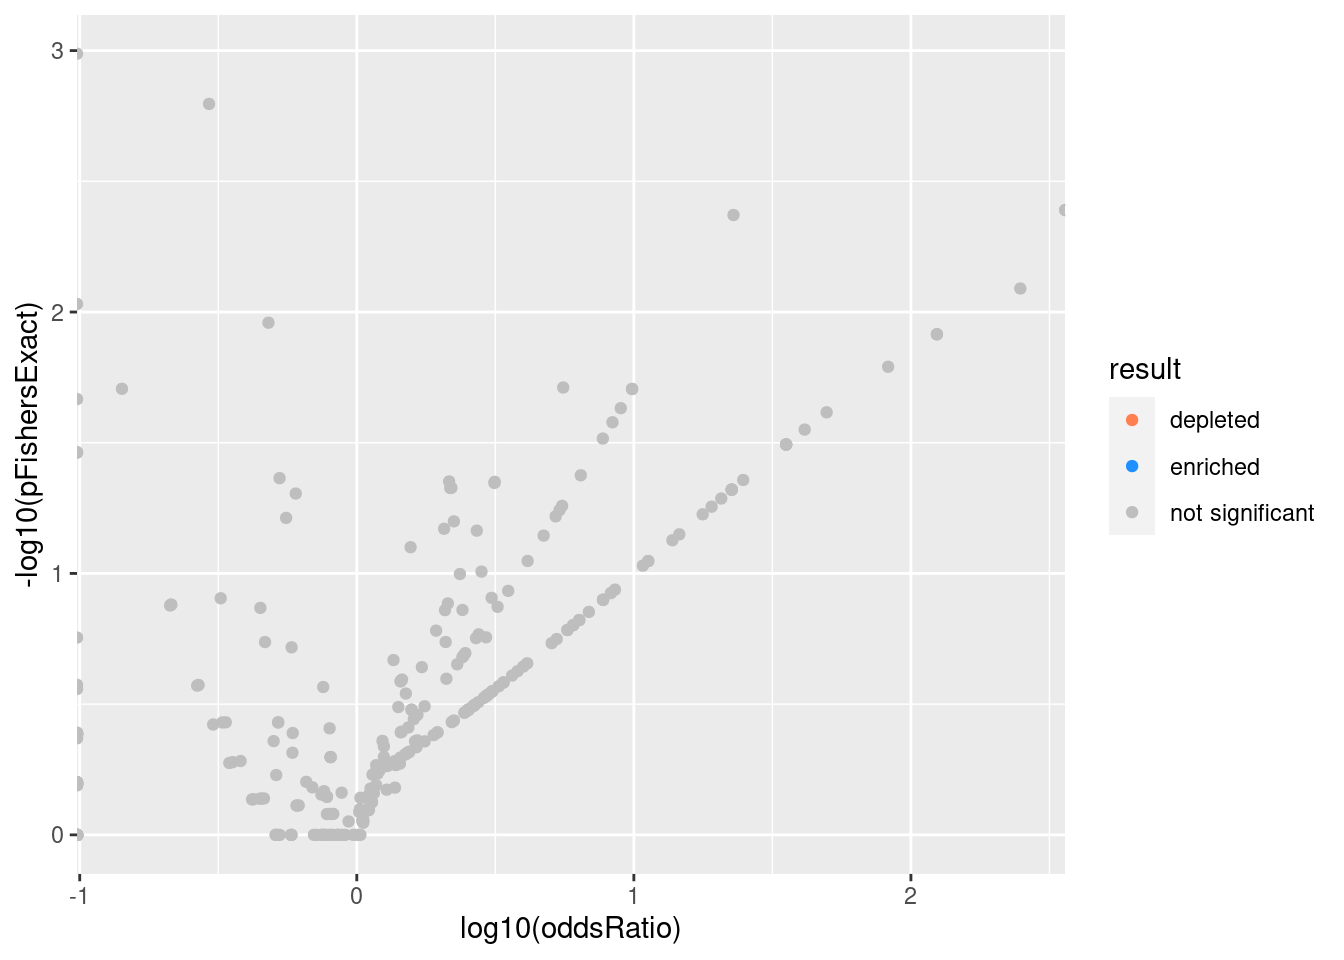 3
2
1
0
-log10(pFishersExact)
-1
0
1
2
log10(oddsRatio)
result
depleted
enriched
not significant